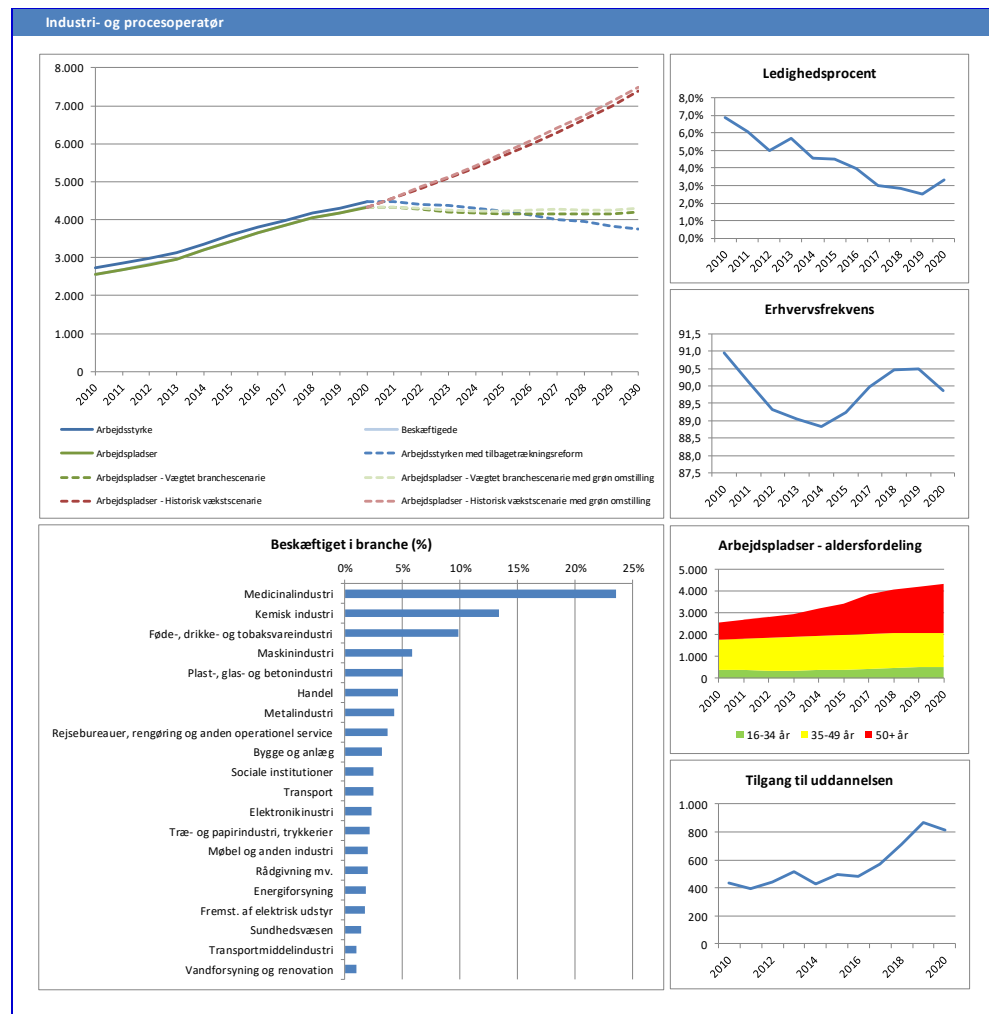 Industri- og procesoperatør
8.000
7.000
6.000
5.000
4.000
3.000
2.000
1.000
0
2010 2011 2012 2013 2014 2015 2016 2017 2018 2019 2020 2021 2022 2023 2024 2025 2026 2027 2028 2029 2030
Arbejdsstyrke
Beskæftigede
Arbejdspladser
Arbejdsstyrken med tilbagetrækningsreform
Arbejdspladser - Vægtet branchescenarie
Arbejdspladser - Vægtet branchescenarie med grøn omstilling
Arbejdspladser - Historisk vækstscenarie
Arbejdspladser - Historisk vækstscenarie med grøn omstilling
Ledighedsprocent
8,0%
7,0%
6,0%
5,0%
4,0%
3,0%
2,0%
1,0%
0,0%
2010 2011 2012 2013 2014 2015 2016 2017 2018 2019 2020
Erhvervsfrekvens
91,5
91,0
90,5
90,0
89,5
89,0
88,5
88,0
87,5
2010 2011 2012 2013 2014 2015 2016 2017 2018 2019 2020
Beskæftiget i branche (%)
0% 5% 10% 15% 20% 25%
Medicinalindustri
Kemisk industri
Føde-, drikke- og tobaksvareindustri
Maskinindustri
Plast-, glas- og betonindustri
Handel
Metalindustri
Rejsebureauer, rengøring og anden operationel service
Bygge og anlæg
Sociale institutioner
Transport
Elektronikinustri
Træ- og papirindustri, trykkerier
Møbel og anden industri
Rådgivning mv.
Energiforsyning
Fremst. af elektrisk udstyr
Sundhedsvæsen
Transportmiddelindustri
Vandforsyning og renovation
Arbejdspladser - aldersfordeling
5.000
4.000
3.000
2.000
1.000
0
2010 2011 2012 2013 2014 2015 2017 2018 2019 2020
16-34 år 35-49 år 50+ år
Tilgang til uddannelsen
1.000
800
600
400
200
0
2010 2012 2014 2016 2018 2020